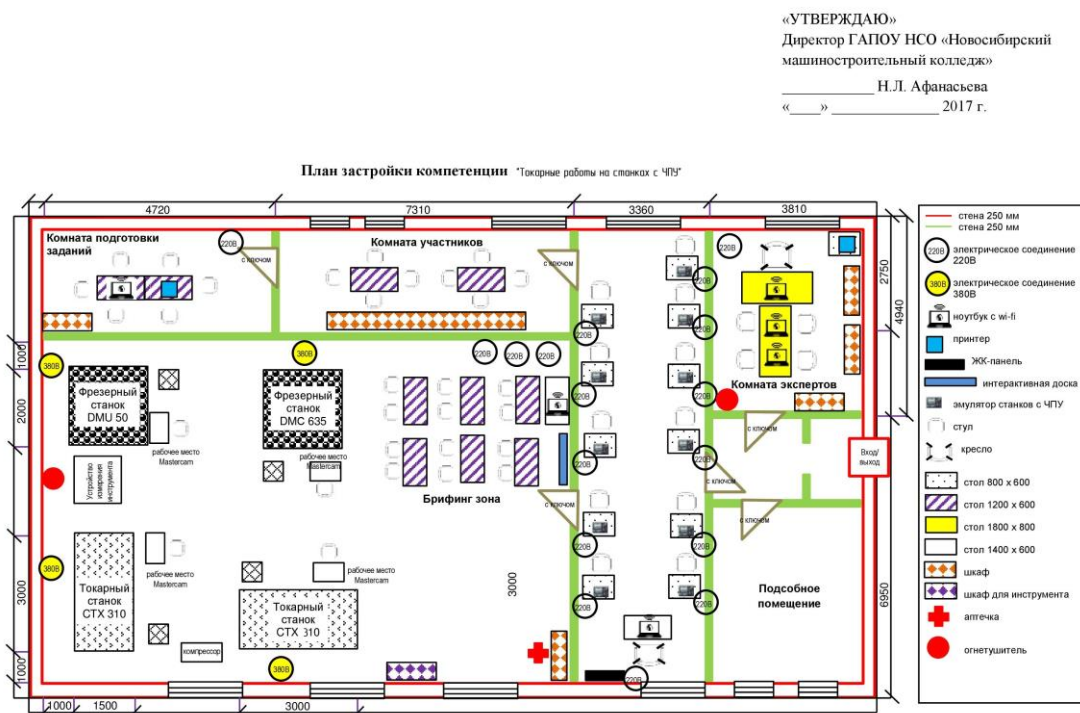 «УТВЕРЖДАЮ»
Директор ГАПОУ НСО «Новосибирский
машиностроительный колледж»
____________ Н.Л. Афанасьева
«____» ______________ 2017 г.
План застройки компетенции "Токарные работы на станках с ЧПУ"
4720
7310
3360
3810
Комната подготовки
заданий
220В
с ключом
Комната участников
с ключом
220В
220В
220В
220В
220В
220В
220В
220В
220В
220В
220В
220В
220В
2750
4940
6950
Комната экспертов
с ключом
с ключом
с ключом
Вход/
выход
Подсобное
помещение
1000
2000
3000
1000
380В
380В
380В
380В
220В
220В
220В
Фрезерный
станок
DMU 50
рабочее место
Mastercam
Фрезерный
станок
DMC 635
рабочее место
Mastercam
Устройство
измерения
инструмента
Брифинг зона
с ключом
Токарный
станок
CTX 310
рабочее место
Mastercam
Токарный
станок
CTX 310
рабочее место
Mastercam
3000
компрессор
1000
1500
3000
стена 250 мм
стена 250 мм
220В
электрическое соединение
220В
380В
электрическое соединение
380В
ноутбук с wi-fi
принтер
ЖК-панель
интерактивная доска
эмулятор станков с ЧПУ
стул
кресло
стол 800 х 600
стол 1200 х 600
стол 1800 х 800
стол 1400 х 600
шкаф
шкаф для инструмента
аптечка
огнетушитель